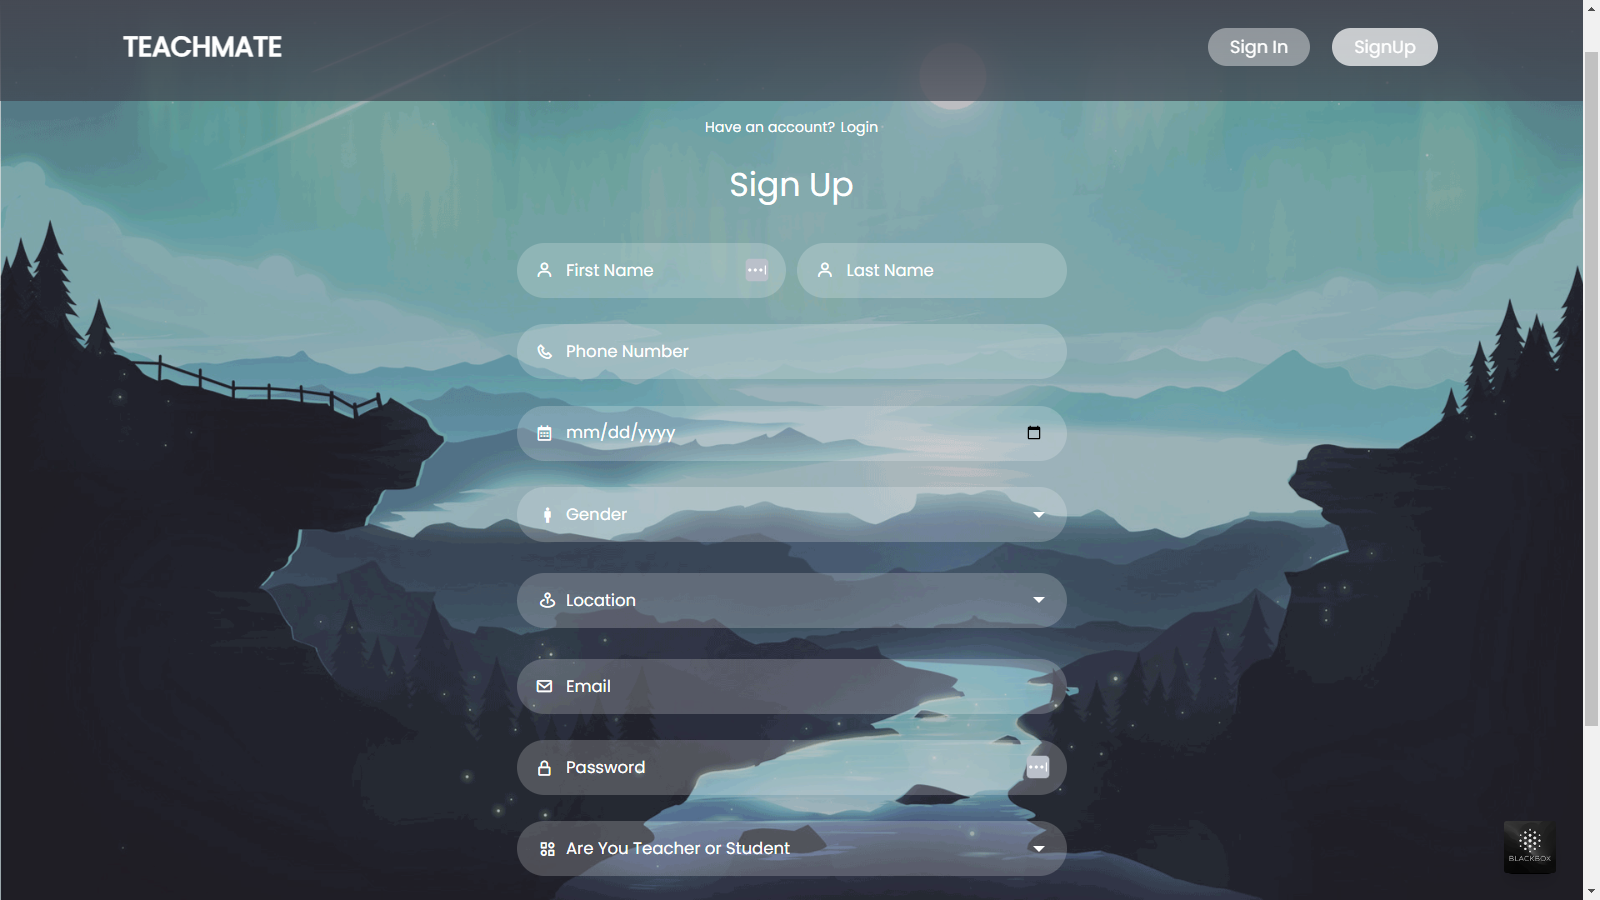 TEACHMATE
Sign In
SignUp
Have an account? Login
Sign Up
First Name
Last Name
Phone Number
mm/dd/yyyy
Gender
Location
Email
Password
Are You Teacher or Student
BLACKBOX